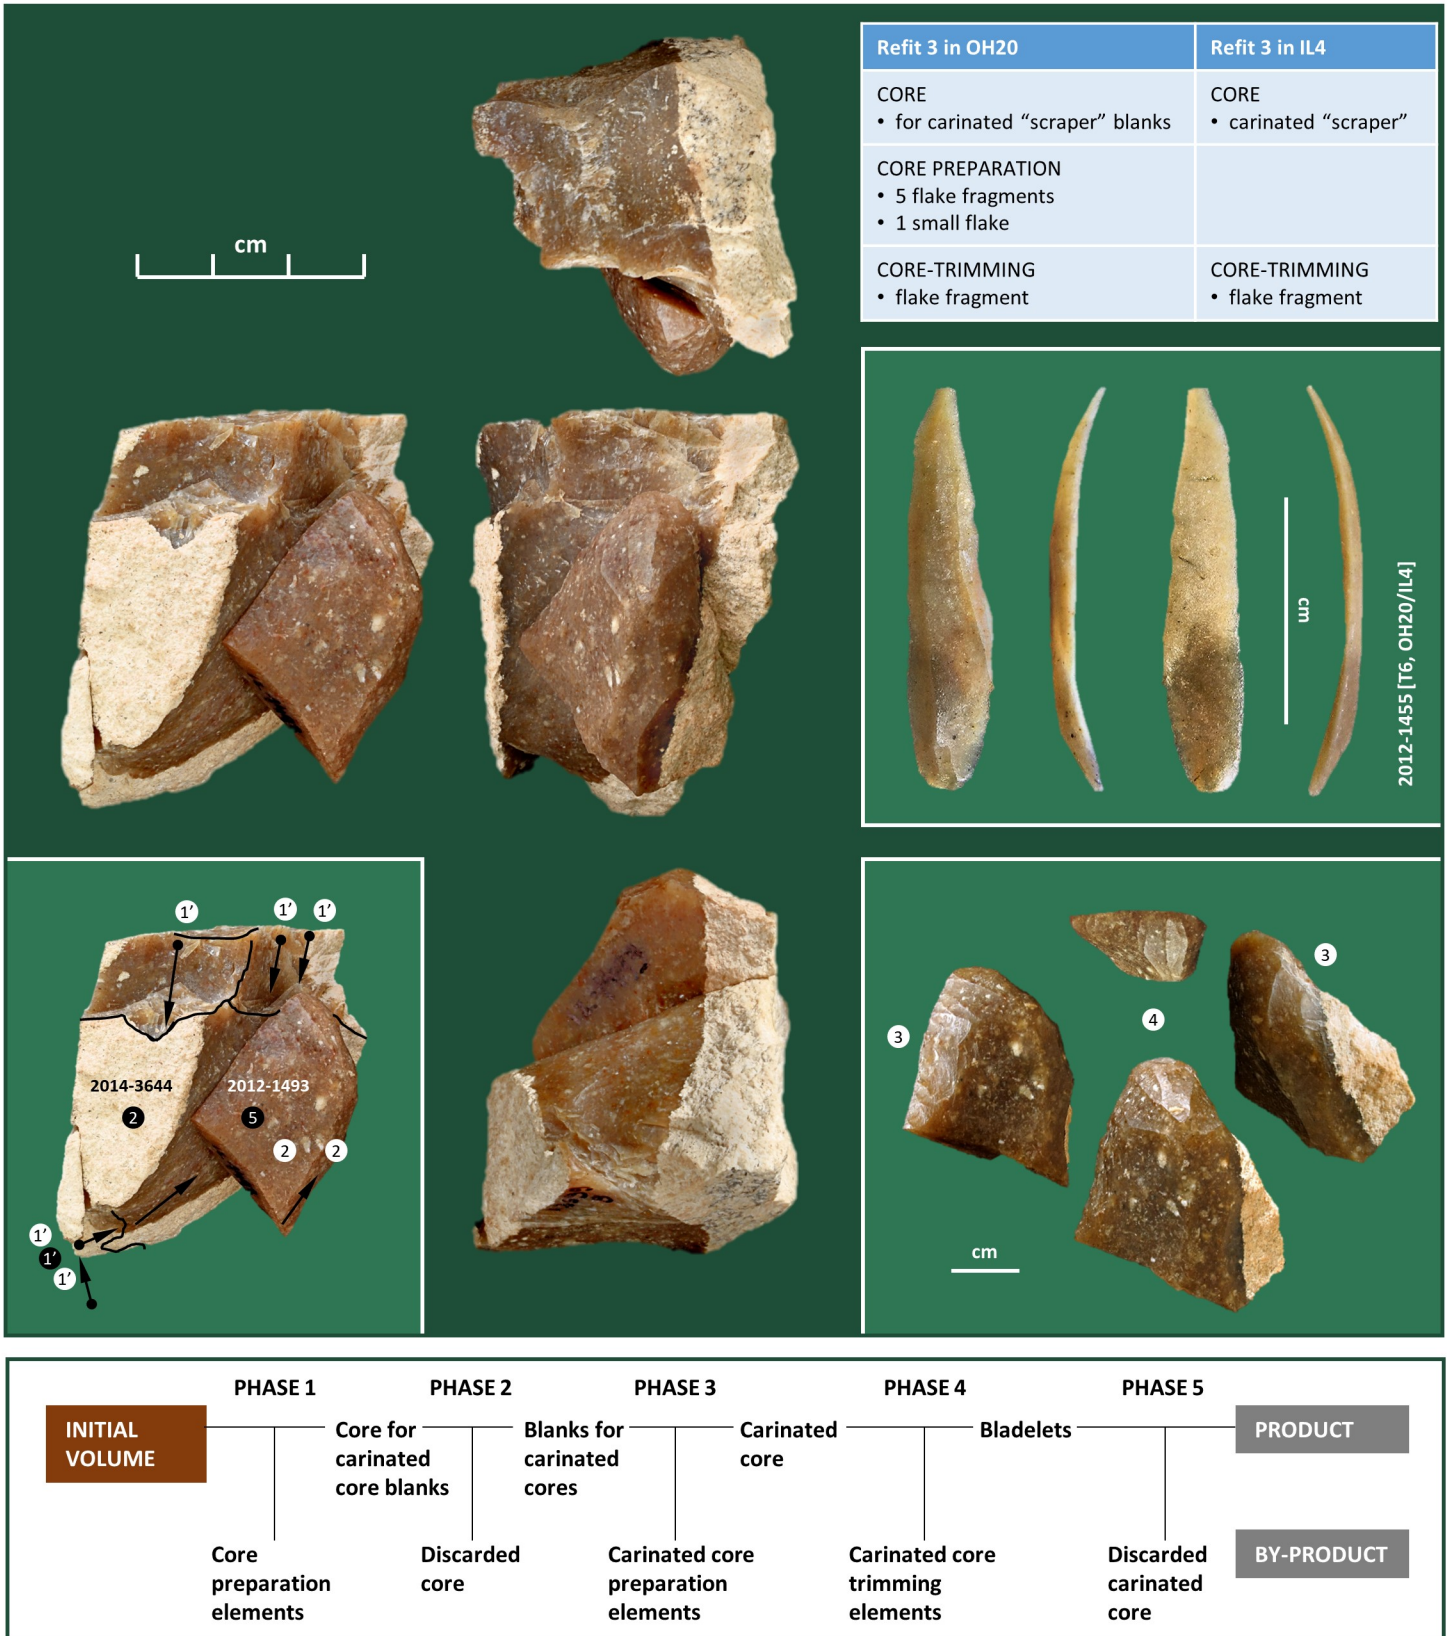 cm
Refit 3 in OH20
Refit 3 in IL4
CORE
• for carinated “scraper” blanks
CORE
• carinated “scraper”
CORE PREPARATION
• 5 flake fragments
• 1 small flake
CORE-TRIMMING
• flake fragment
CORE-TRIMMING
• flake fragment
cm
2012-1455 [T6, OH20/IL4]
1’
1’
1’
2014-3644
2
2012-1493
5
2
2
1’
1’
1’
3
3
4
cm
PHASE 1
PHASE 2
PHASE 3
PHASE 4
PHASE 5
INITIAL
VOLUME
Core for
carinated
core blanks
Blanks for
carinated
cores
Carinated
core
Bladelets
PRODUCT
Core
preparation
elements
Discarded
core
Carinated core
preparation
elements
Carinated core
trimming
elements
Discarded
carinated
core
BY-PRODUCT